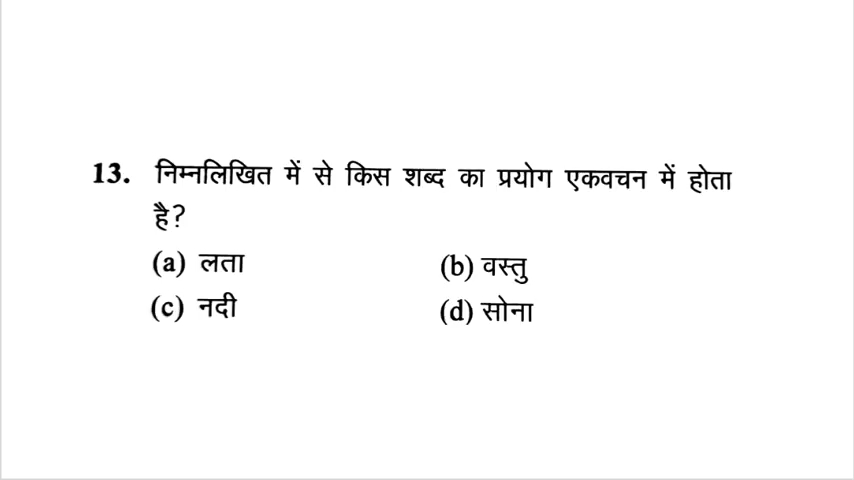 13. निम्नलिखित में से किस शब्द का प्रयोग एकवचन में होता
है?
(a) लता (b) वस्तु
(c) नदी (d) सोना